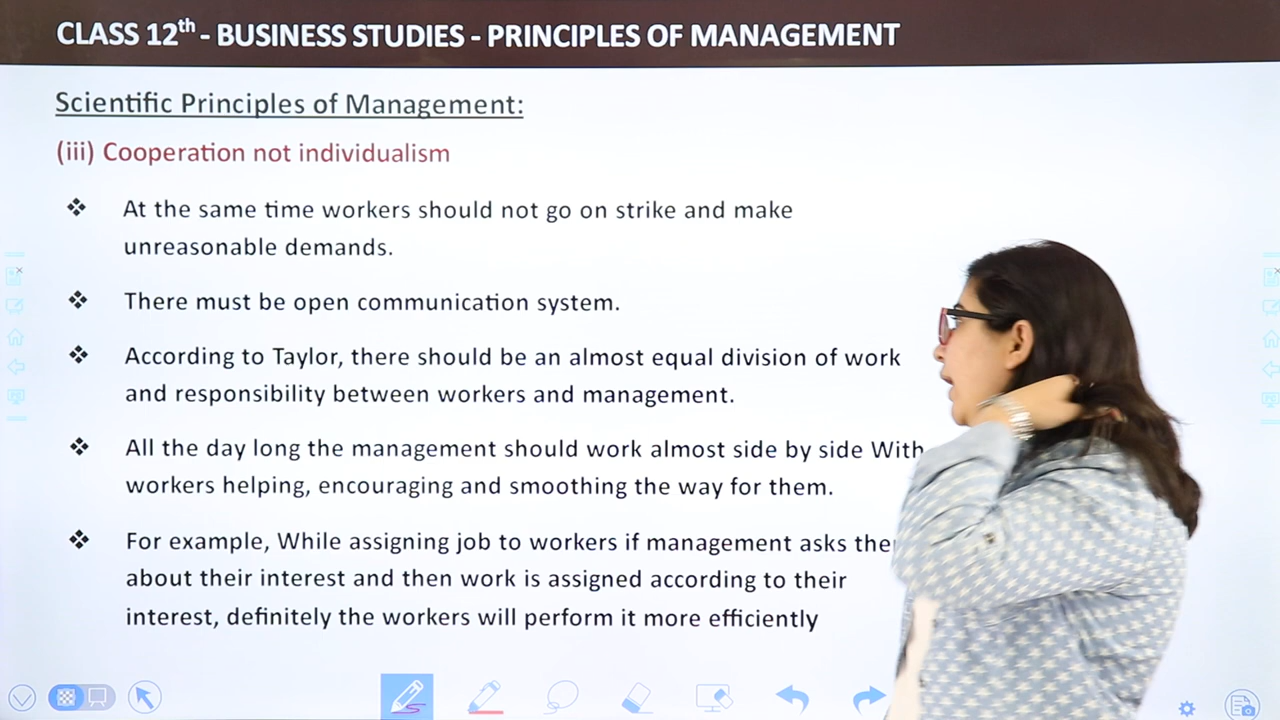 CLASS 12th - BUSINESS STUDIES - PRINCIPLES OF MANAGEMENT
Scientific Principles of Management:
(iii) Cooperation not individualism
❖ At the same time workers should not go on strike and make
unreasonable demands.
❖ There must be open communication system.
❖ According to Taylor, there should be an almost equal division of work
and responsibility between workers and management.
❖ All the day long the management should work almost side by side With
workers helping, encouraging and smoothing the way for them.
❖ For example, While assigning job to workers if management asks
about their interest and then work is assigned according to their
interest, definitely the workers will perform it more efficiently